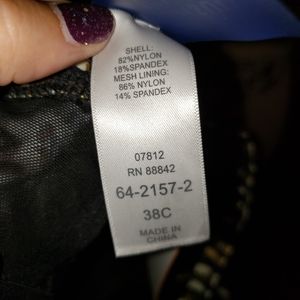 SHELL:
82%NYLON
18%SPANDEX
MESH LINING:
86% NYLON
14% SPANDEX
07812
RN 88842
64-2157-2
38C
MADE IN
CHINA